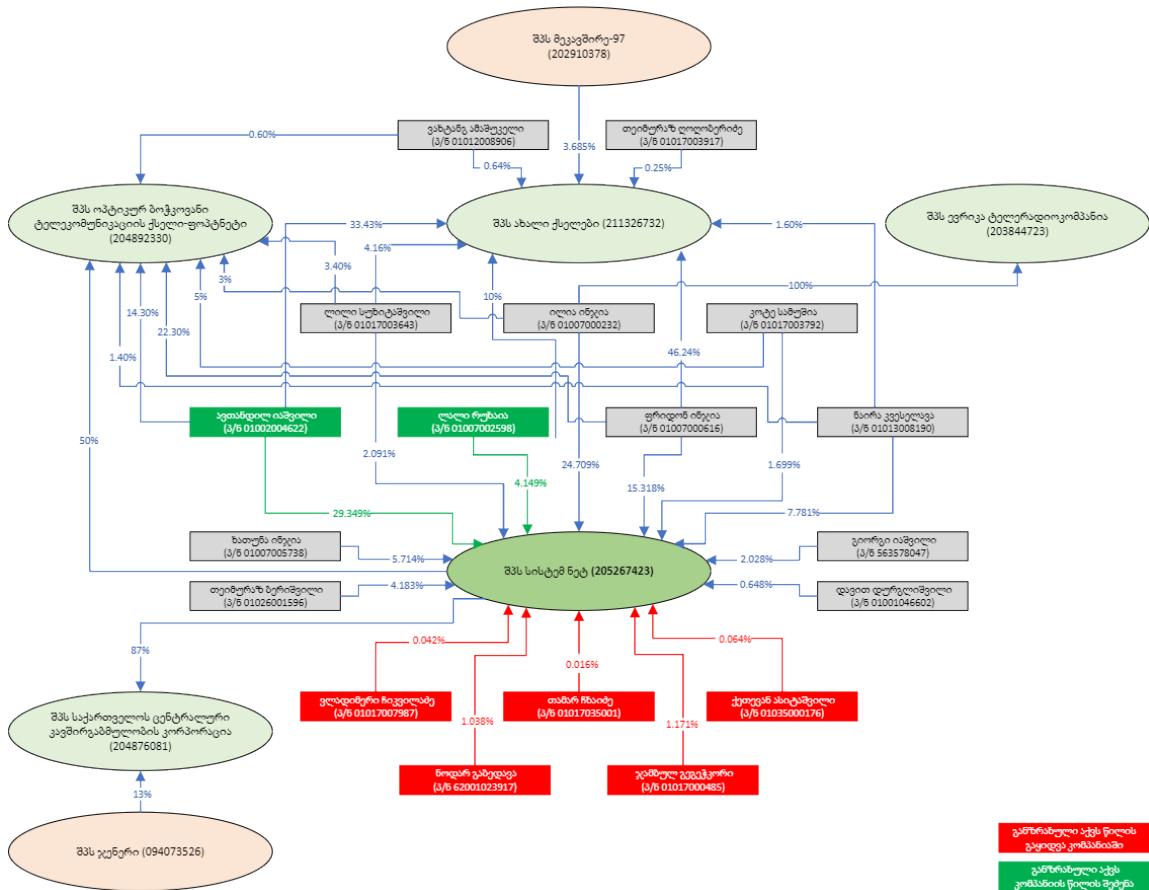 შპს მეკავშირე-97
(202910378)
ვახტანგ ამაშუკელი
(პ/ნ 01012008906)
თეიმურაზ ღოღობერიძე
(პ/ნ 01017003917)
0.60%
3.685%
0.64%
0.25%
შპს ოპტიკურ ბოჭკოვანი
ტელეკომუნიკაციის ქსელი-ფოპტნეტი
(204892330)
შპს ახალი ქსელები (211326732)
შპს ევრიკა ტელერადიოკომპანია
(203844723)
33.43%
1.60%
4.16%
3.40%
3%
5%
10%
100%
14.30%
22.30%
1.40%
46.24%
ლილი სუხიტაშვილი
(პ/ნ 01017003643)
ილია ინჯია
(პ/ნ 01007000232)
კოტე სამუშია
(პ/ნ 01017003792)
ავთანდილ იაშვილი
(პ/ნ 01002004622)
ლალი რუხაია
(პ/ნ 01007002598)
ფრიდონ ინჯია
(პ/ნ 01007000616)
ნაირა კვესელავა
(პ/ნ 01013008190)
50%
2.091%
4.149%
24.709%
15.318%
1.699%
7.781%
29.349%
ხათუნა ინჯია
(პ/ნ 01007005738)
5.714%
თეიმურაზ ბერიშვილი
(პ/ნ 01026001596)
4.183%
შპს სისტემ ნეტ (205267423)
2.028%
გიორგი იაშვილი
(პ/ნ 563578047)
0.648%
დავით დურგლიშვილი
(პ/ნ 01001046602)
87%
0.042%
0.016%
0.064%
ვლადიმერი ჩიკვილაძე
(პ/ნ 01017007987)
თამარ ჩხაიძე
(პ/ნ 01017035001)
ქეთევან ასიტაშვილი
(პ/ნ 01035000176)
1.038%
1.171%
შპს საქართველოს ცენტრალური
კავშირგაბმულობის კორპორაცია
(204876081)
ნოდარ გაბედავა
(პ/ნ 62001023917)
ჯამბულ გეგეჭკორი
(პ/ნ 01017000485)
13%
შპს ჯენერი (094073526)
განზრახული აქვს წილის
გაყიდვა კომპანიაში
განზრახული აქვს
კომპანიის წილის შეძენა